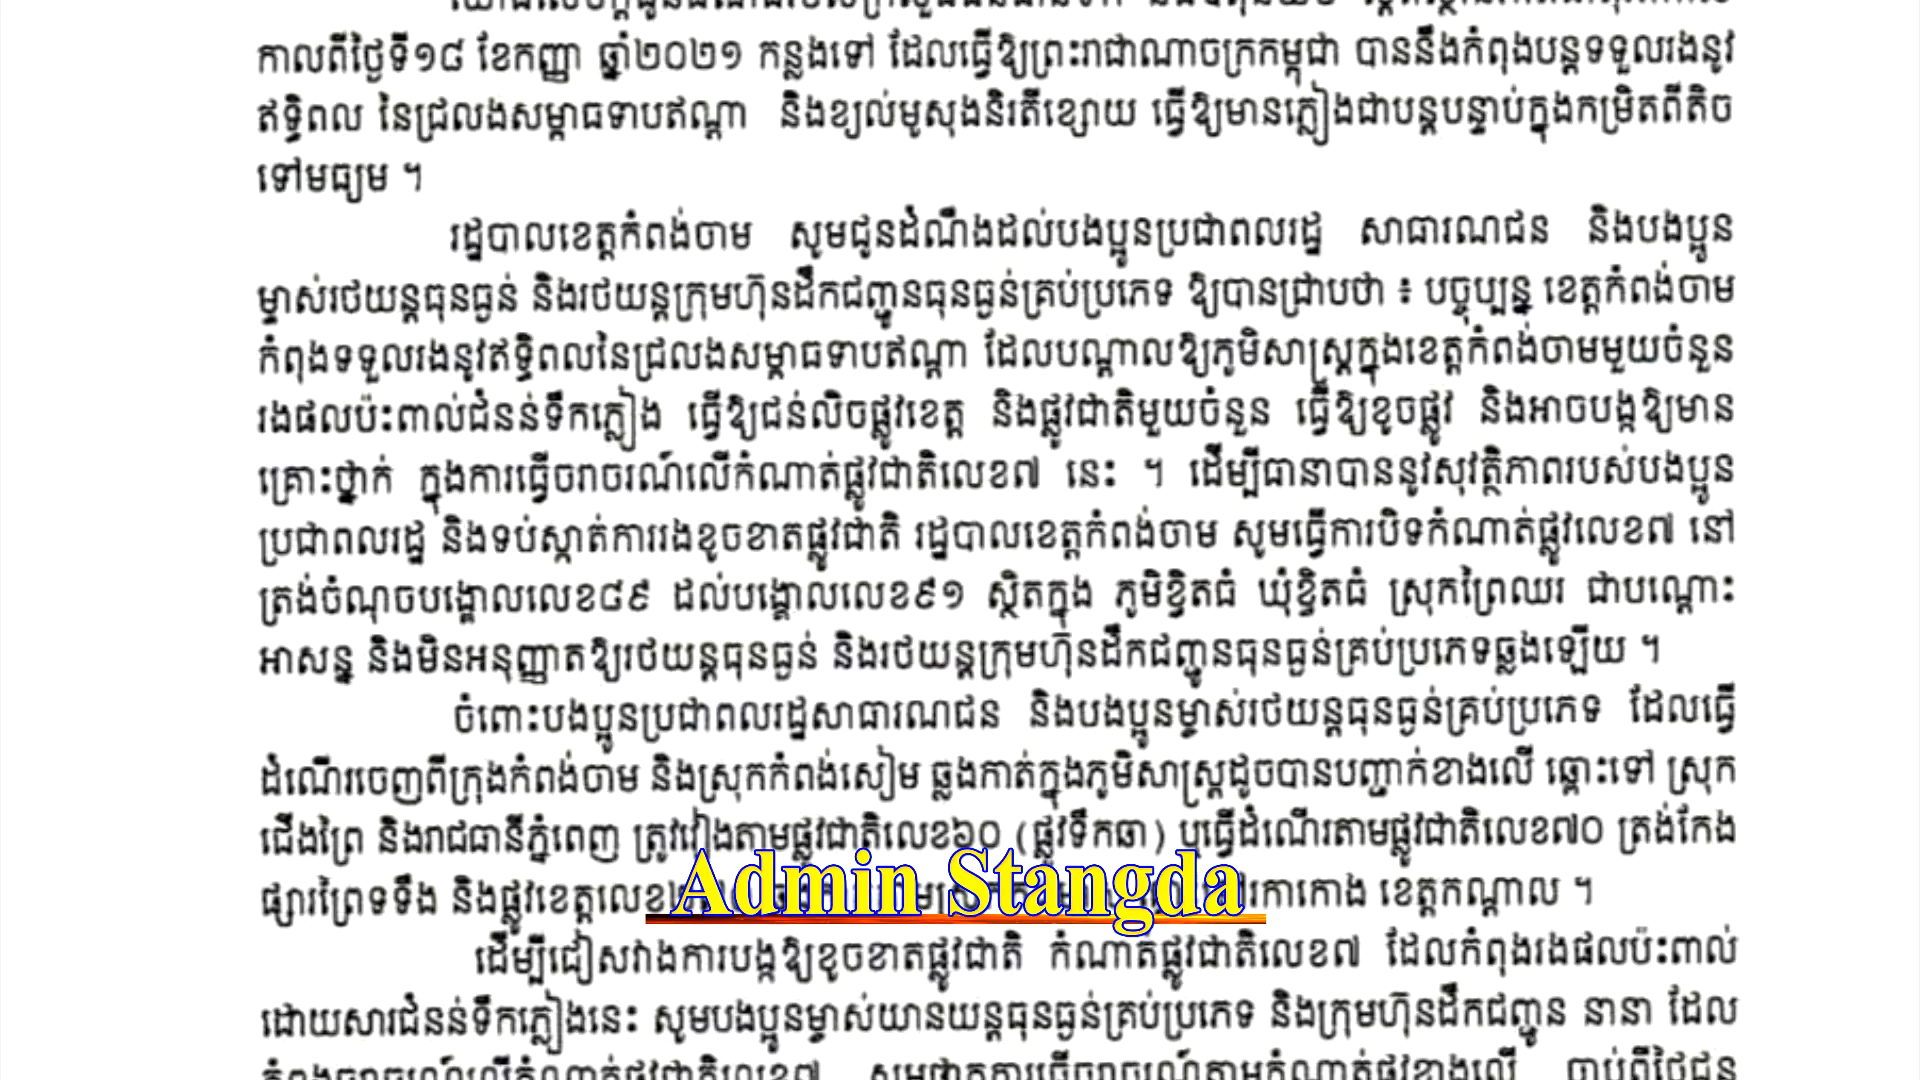 កាលពីថ្ងៃទី១៨ ខែកញ្ញា ឆ្នាំ២០២១ កន្លងទៅ ដែលធ្វើឱ្យព្រះរាជាណាចក្រកម្ពុជា បាននឹងកំពុងបន្តទទួលរងនូវ
ឥទ្ធិពល នៃជ្រលងសម្ពាធទាបឥណ្ឌា និងខ្យល់មូសុងនិរតីខ្សោយ ធ្វើឱ្យមានភ្លៀងជាបន្តបន្ទាប់ក្នុងកម្រិតពីតិច
ទៅមធ្យម ។
រដ្ឋបាលខេត្តកំពង់ចាម សូមជូនដំណឹងដល់បងប្អូនប្រជាពលរដ្ឋ សាធារណជន និងបងប្អូន
ម្ចាស់រថយន្តធុនធ្ងន់ និងរថយន្តក្រុមហ៊ុនដឹកជញ្ជូនធុនធ្ងន់គ្រប់ប្រភេទ ឱ្យបានជ្រាបថា ៖ បច្ចុប្បន្ន ខេត្តកំពង់ចាម
កំពុងទទួលរងនូវឥទ្ធិពលនៃជ្រលងសម្ពាធទាបឥណ្ឌា ដែលបណ្តាលឱ្យភូមិសាស្ត្រក្នុងខេត្តកំពង់ចាមមួយចំនួន
រងផលប៉ះពាល់ជំនន់ទឹកភ្លៀង ធ្វើឱ្យជន់លិចផ្លូវខេត្ត និងផ្លូវជាតិមួយចំនួន ធ្វើឱ្យខូចផ្លូវ និងអាចបង្កឱ្យមាន
គ្រោះថ្នាក់ ក្នុងការធ្វើចរាចរណ៍លើកំណាត់ផ្លូវជាតិលេខ៧ នេះ ។ ដើម្បីធានាបាននូវសុវត្ថិភាពរបស់បងប្អូន
ប្រជាពលរដ្ឋ និងទប់ស្កាត់ការរងខូចខាតផ្លូវជាតិ រដ្ឋបាលខេត្តកំពង់ចាម សូមធ្វើការបិទកំណាត់ផ្លូវលេខ៧ នៅ
ត្រង់ចំណុចបង្គោលលេខ៨៩ ដល់បង្គោលលេខ៩១ ស្ថិតក្នុង ភូមិខ្វិតធំ ឃុំខ្វិតធំ ស្រុកព្រៃឈរ ជាបណ្តោះ
អាសន្ន និងមិនអនុញ្ញាតឱ្យរថយន្តធុនធ្ងន់ និងរថយន្តក្រុមហ៊ុនដឹកជញ្ជូនធុនធ្ងន់គ្រប់ប្រភេទឆ្លងឡើយ ។
ចំពោះបងប្អូនប្រជាពលរដ្ឋសាធារណជន និងបងប្អូនម្ចាស់រថយន្តធុនធ្ងន់គ្រប់ប្រភេទ ដែលធ្វើ
ដំណើរចេញពីក្រុងកំពង់ចាម និងស្រុកកំពង់សៀម ឆ្លងកាត់ក្នុងភូមិសាស្ត្រដូចបានបញ្ជាក់ខាងលើ ឆ្ពោះទៅ ស្រុក
ជើងព្រៃ និងរាជធានីភ្នំពេញ ត្រូវវៀងតាមផ្លូវជាតិលេខ៦០ (ផ្លូវទឹកឆា) ឬធ្វើដំណើរតាមផ្លូវជាតិលេខ៧០ ត្រង់កែង
ផ្សារព្រៃទទឹង និងផ្លូវខេត្តលេខ ខេត្តកណ្តាល ។
Admin Stangda
ដើម្បីជៀសវាងការបង្កឱ្យខូចខាតផ្លូវជាតិ កំណាត់ផ្លូវជាតិលេខ៧ ដែលកំពុងរងផលប៉ះពាល់
ដោយសារជំនន់ទឹកភ្លៀងនេះ សូមបងប្អូនម្ចាស់យានយន្តធុនធ្ងន់គ្រប់ប្រភេទ និងក្រុមហ៊ុនដឹកជញ្ជូន នានា ដែល